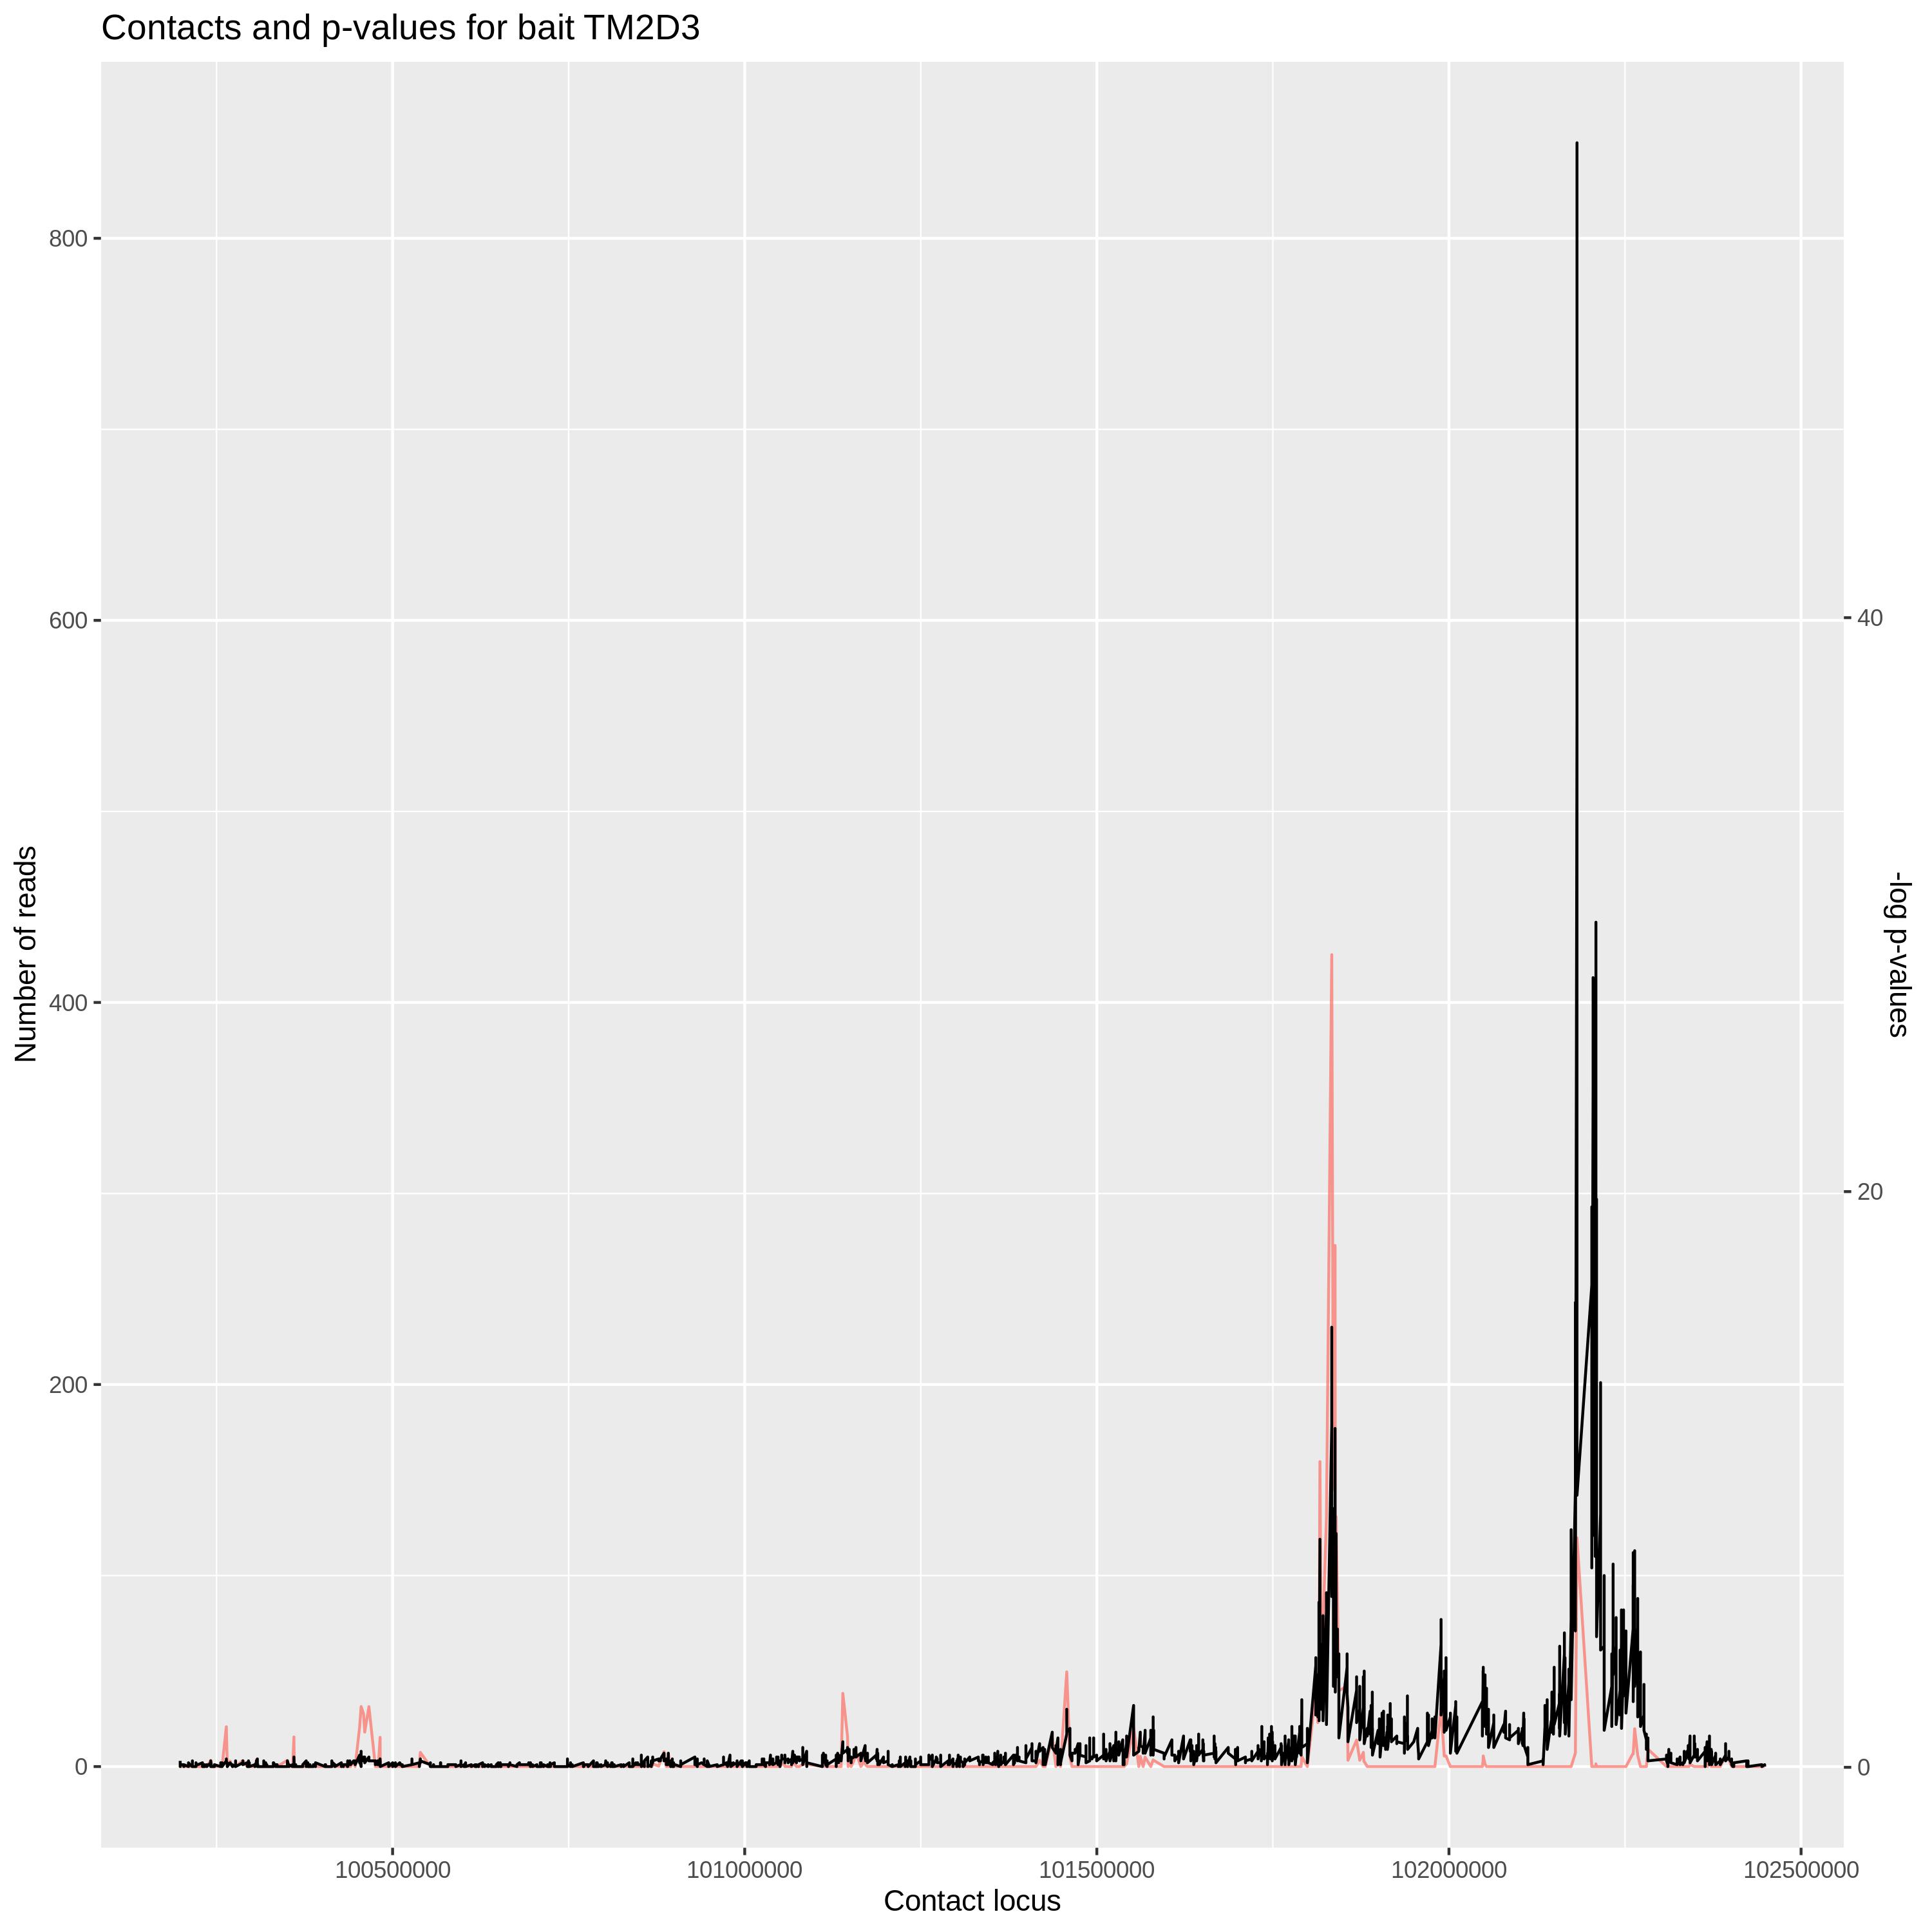 Contacts and p-values for bait TM2D3
800
600
400
200
0
Number of reads
40
20
0
-log p-values
100500000 101000000 101500000 102000000 102500000
Contact locus